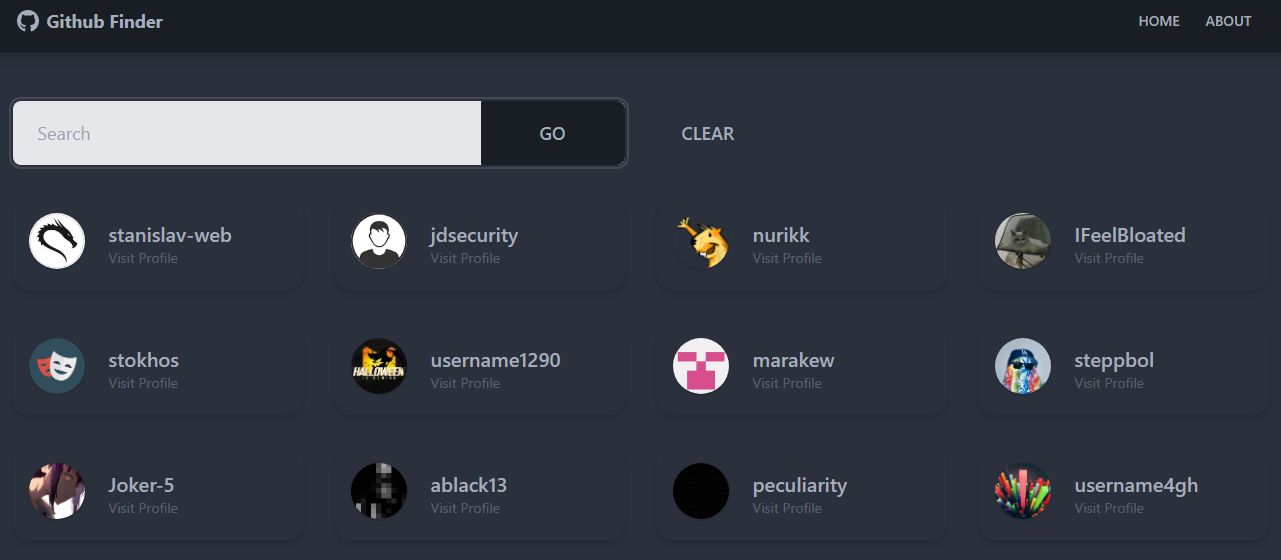 Github Finder
HOME ABOUT
Search GO CLEAR
stanislav-web
Visit Profile
jdsecurity
Visit Profile
nurikk
Visit Profile
IFeelBloated
Visit Profile
stokhos
Visit Profile
HALLOWEEN
username1290
Visit Profile
marakew
Visit Profile
steppbol
Visit Profile
Joker-5
Visit Profile
ablack13
Visit Profile
peculiarity
Visit Profile
username4gh
Visit Profile